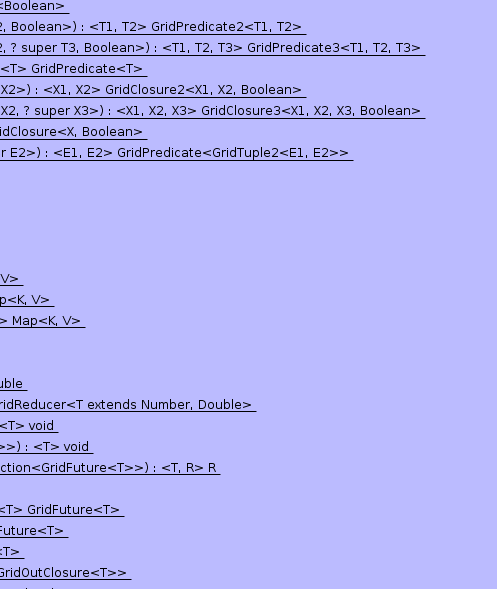 <Boolean>
2, Boolean>) : <T1, T2> GridPredicate2<T1, T2>
2, ? super T3, Boolean>) : <T1, T2, T3> GridPredicate3<T1, T2, T3>
<T> GridPredicate<T>
X2>) : <X1, X2> GridClosure2<X1, X2, Boolean>
X2, ? super X3>) : <X1, X2, X3> GridClosure3<X1, X2, X3, Boolean>
idClosure<X, Boolean>
r E2>) : <E1, E2> GridPredicate<GridTuple2<E1, E2>>
V>
p<K, V>
> Map<K, V>
uble
ridReducer<T extends Number, Double>
<T> void
>>) : <T> void
ction<GridFuture<T>>) : <T, R> R
<T> GridFuture<T>
Future<T>
<T>
GridOutClosure<T>>